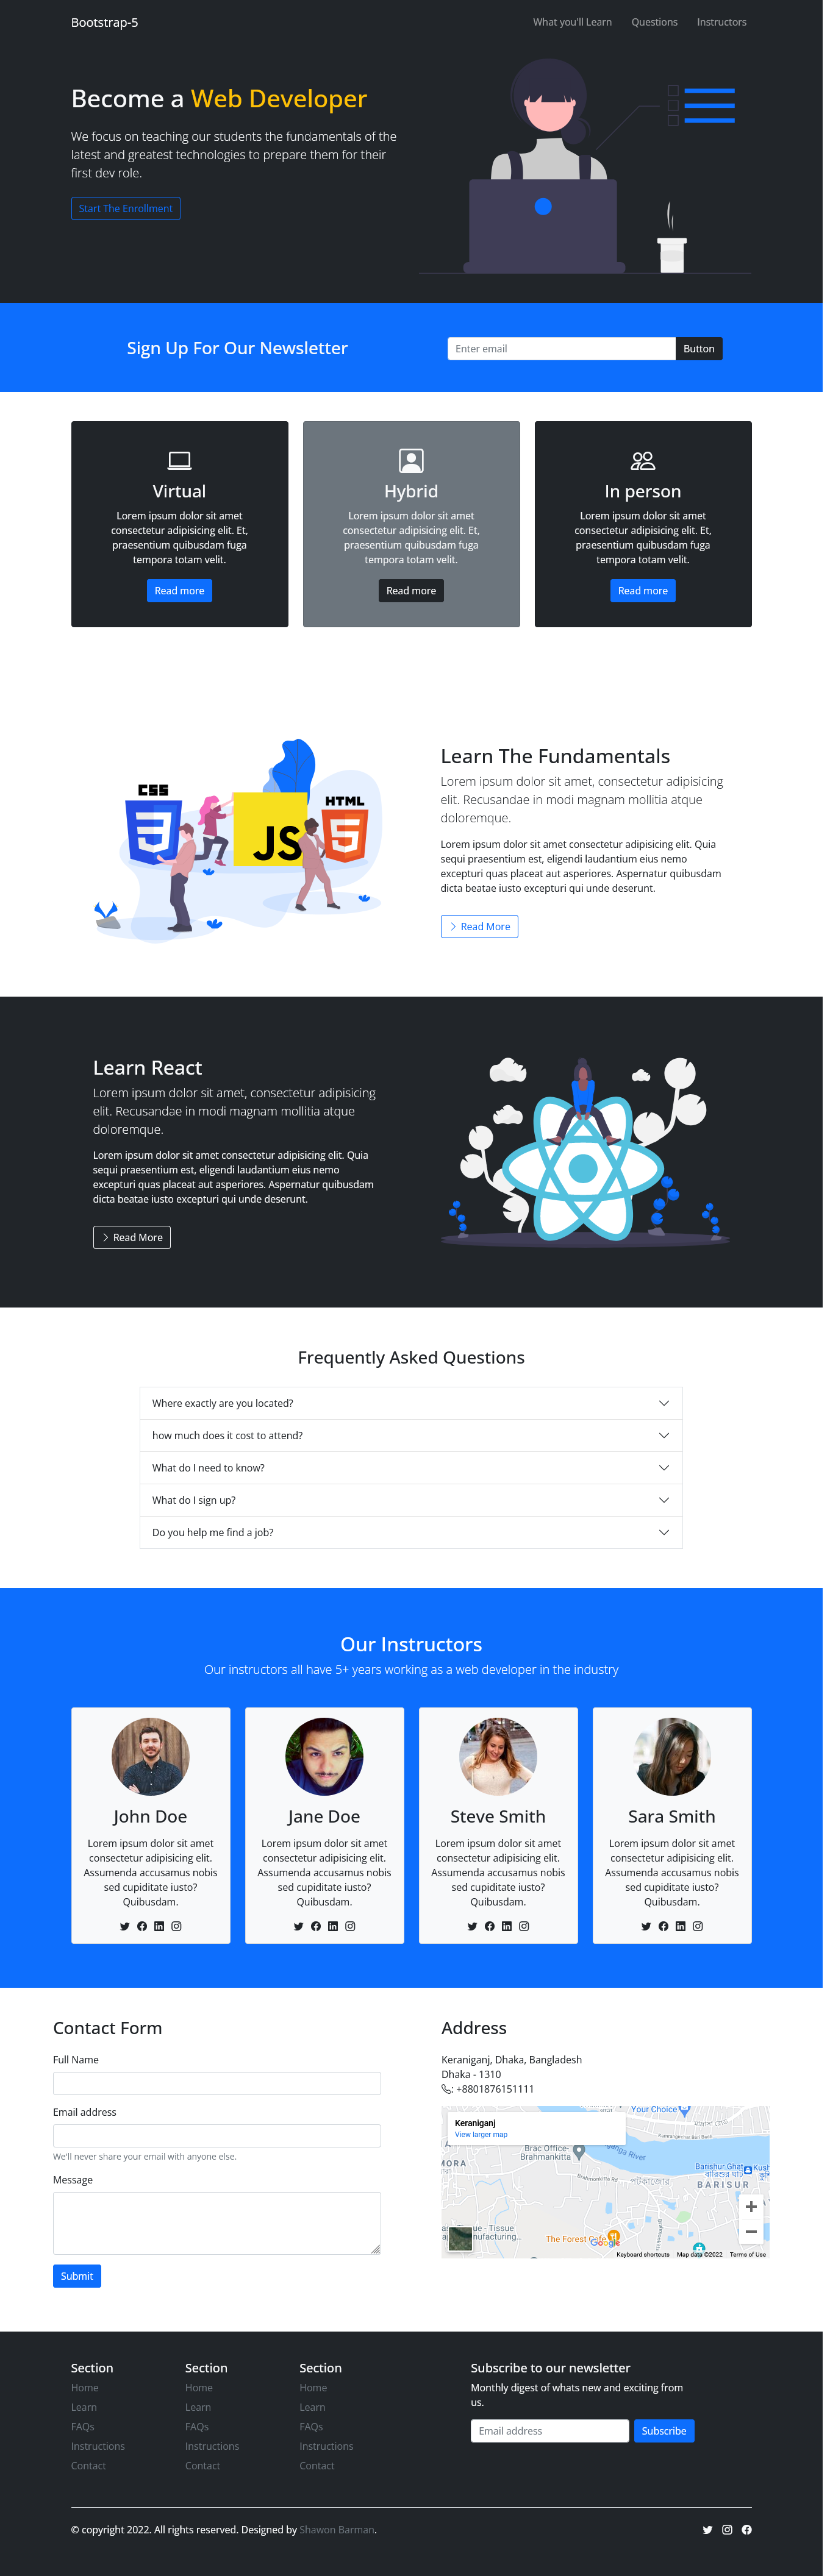 Bootstrap-5
What you'll Learn Questions Instructors
Become a Web Developer
We focus on teaching our students the fundamentals of the
latest and greatest technologies to prepare them for their
first dev role.
Start The Enrollment
Sign Up For Our Newsletter
Enter email Button
Virtual
Lorem ipsum dolor sit amet
consectetur adipisicing elit. Et,
praesentium quibusdam fuga
tempora totam velit.
Read more
Hybrid
Lorem ipsum dolor sit amet
consectetur adipisicing elit. Et,
praesentium quibusdam fuga
tempora totam velit.
Read more
In person
Lorem ipsum dolor sit amet
consectetur adipisicing elit. Et,
praesentium quibusdam fuga
tempora totam velit.
Read more
CSS
JS
HTML
Learn The Fundamentals
Lorem ipsum dolor sit amet, consectetur adipisicing
elit. Recusandae in modi magnam mollitia atque
doloremque.
Lorem ipsum dolor sit amet consectetur adipisicing elit. Quia
sequi praesentium est, eligendi laudantium eius nemo
excepturi quas placeat aut asperiores. Aspernatur quibusdam
dicta beatae iusto excepturi qui unde deserunt.
Read More
Learn React
Lorem ipsum dolor sit amet, consectetur adipisicing
elit. Recusandae in modi magnam mollitia atque
doloremque.
Lorem ipsum dolor sit amet consectetur adipisicing elit. Quia
sequi praesentium est, eligendi laudantium eius nemo
excepturi quas placeat aut asperiores. Aspernatur quibusdam
dicta beatae iusto excepturi qui unde deserunt.
Read More
Frequently Asked Questions
Where exactly are you located?
how much does it cost to attend?
What do I need to know?
What do I sign up?
Do you help me find a job?
Our Instructors
Our instructors all have 5+ years working as a web developer in the industry
John Doe
Lorem ipsum dolor sit amet
consectetur adipisicing elit.
Assumenda accusamus nobis
sed cupiditate iusto?
Quibusdam.
Jane Doe
Lorem ipsum dolor sit amet
consectetur adipisicing elit.
Assumenda accusamus nobis
sed cupiditate iusto?
Quibusdam.
Steve Smith
Lorem ipsum dolor sit amet
consectetur adipisicing elit.
Assumenda accusamus nobis
sed cupiditate iusto?
Quibusdam.
Sara Smith
Lorem ipsum dolor sit amet
consectetur adipisicing elit.
Assumenda accusamus nobis
sed cupiditate iusto?
Quibusdam.
Contact Form
Full Name
Email address
We'll never share your email with anyone else.
Message
Submit
Address
Keraniganj, Dhaka, Bangladesh
Dhaka - 1310
: +8801876151111
Keraniganj
View larger map
Your Choice
Brac Office-
Brahmankitta
River
Barishur Ghat
BARISUR
MORA
Tissue
The Forest Cafe
Google
Keyboard shortcuts Map data ©2022 Terms of Use
Section
Home
Learn
FAQs
Instructions
Contact
Section
Home
Learn
FAQs
Instructions
Contact
Section
Home
Learn
FAQs
Instructions
Contact
Subscribe to our newsletter
Monthly digest of whats new and exciting from
us.
Email address Subscribe
© copyright 2022. All rights reserved. Designed by Shawon Barman.